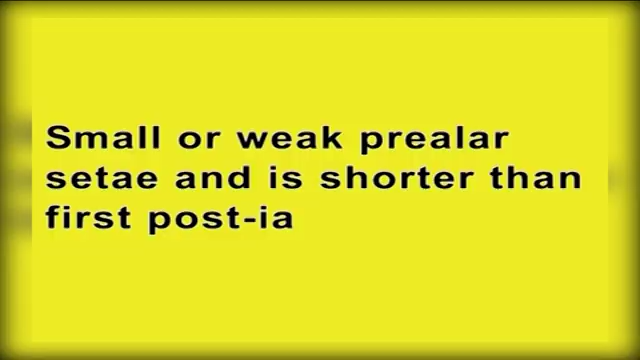 Small or weak prealar
setae and is shorter than
first post-ia